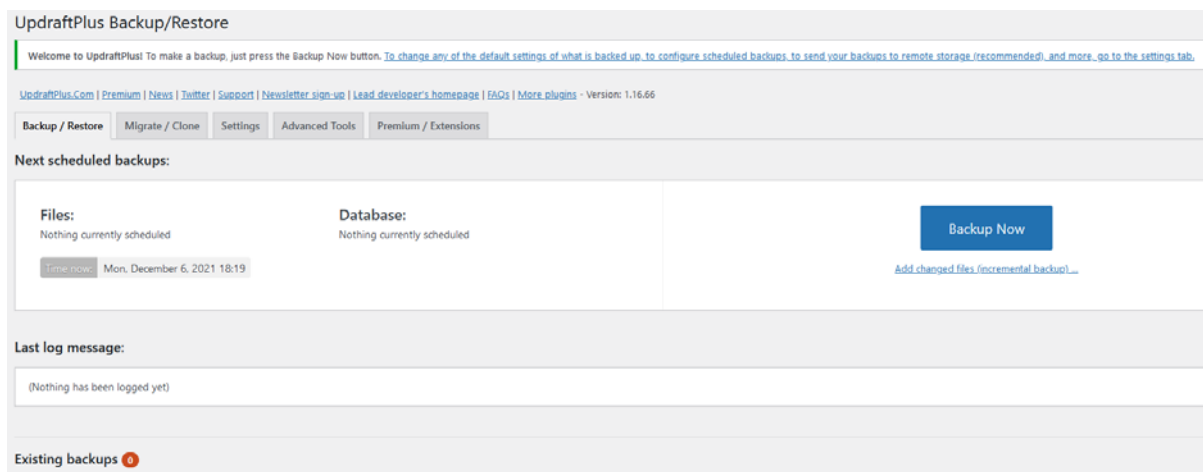 UpdraftPlus Backup/Restore
Welcome to UpdraftPlus! To make a backup, just press the Backup Now button. To change any of the default settings of what is backed up, to configure scheduled backups, to send your backups to remote storage (recommended), and more, go to the settings tab.
UpdraftPlus.Com | Premium | News | Twitter | Support | Newsletter sign-up | Lead developer's homepage | FAQs | More plugins - Version: 1.16.66
Backup / Restore Migrate / Clone Settings Advanced Tools Premium / Extensions
Next scheduled backups:
Files: Database:
Nothing currently scheduled Nothing currently scheduled
Backup Now
Time now: Mon, December 6, 2021 18:19
Add changed files (incremental backup) ...
Last log message:
(Nothing has been logged yet)
Existing backups 0